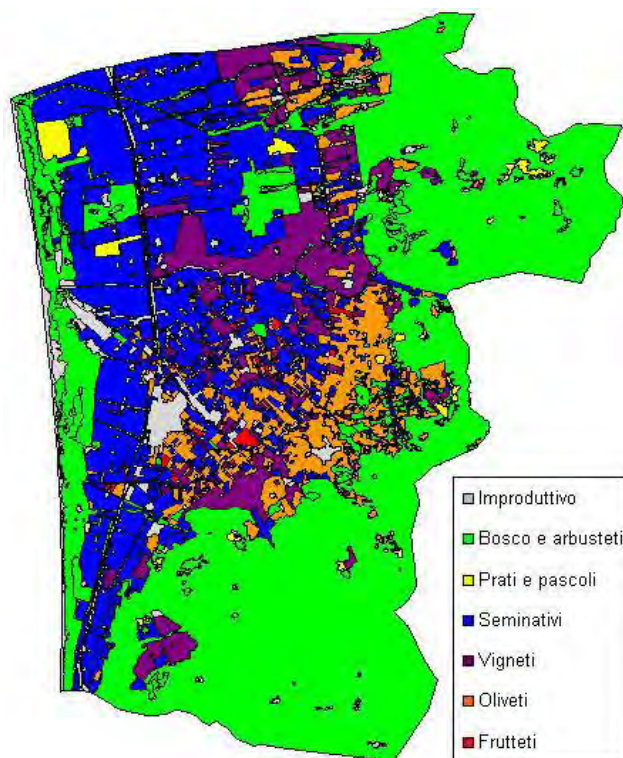 Improduttivo
Bosco e arbusteti
Prati e pascoli
Seminativi
Vigneti
Oliveti
Frutteti